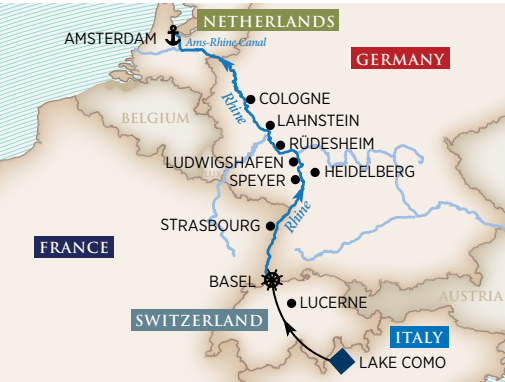 NETHERLANDS
AMSTERDAM
Ams-Rhine Canal
GERMANY
COLOGNE
Rhine
BELGIUM
LAHNSTEIN
RÜDESHEIM
LUDWIGSHAFEN
HEIDELBERG
LUX
SPEYER
Rhine
STRASBOURG
FRANCE
BASEL
AUSTRIA
LUCERNE
SWITZERLAND
ITALY
LAKE COMO